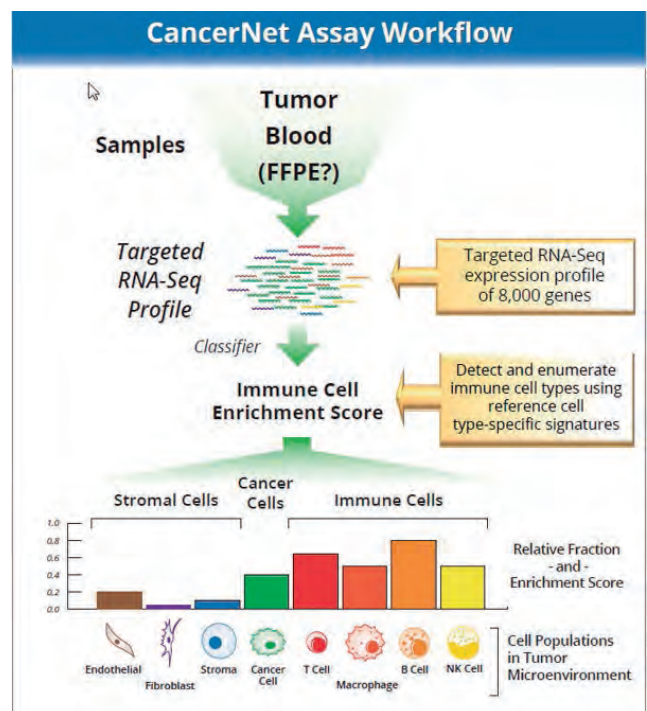 CancerNet Assay Workflow
Tumor
Blood
(FFPE?)
Samples
Targeted
RNA-Seq
Profile
Targeted RNA-Seq
expression profile
of 8,000 genes
Classifier
Immune Cell
Enrichment Score
Detect and enumerate
immune cell types using
reference cell
type-specific signatures
Stromal Cells
Cancer
Cells
Immune Cells
1.0
0.8
0.6
0.4
0.2
0.0
Relative Fraction
- and -
Enrichment Score
Endothelial
Fibroblast
Stroma
Cancer
Cell
T Cell
Macrophage
B Cell
NK Cell
Cell Populations
in Tumor
Microenvironment